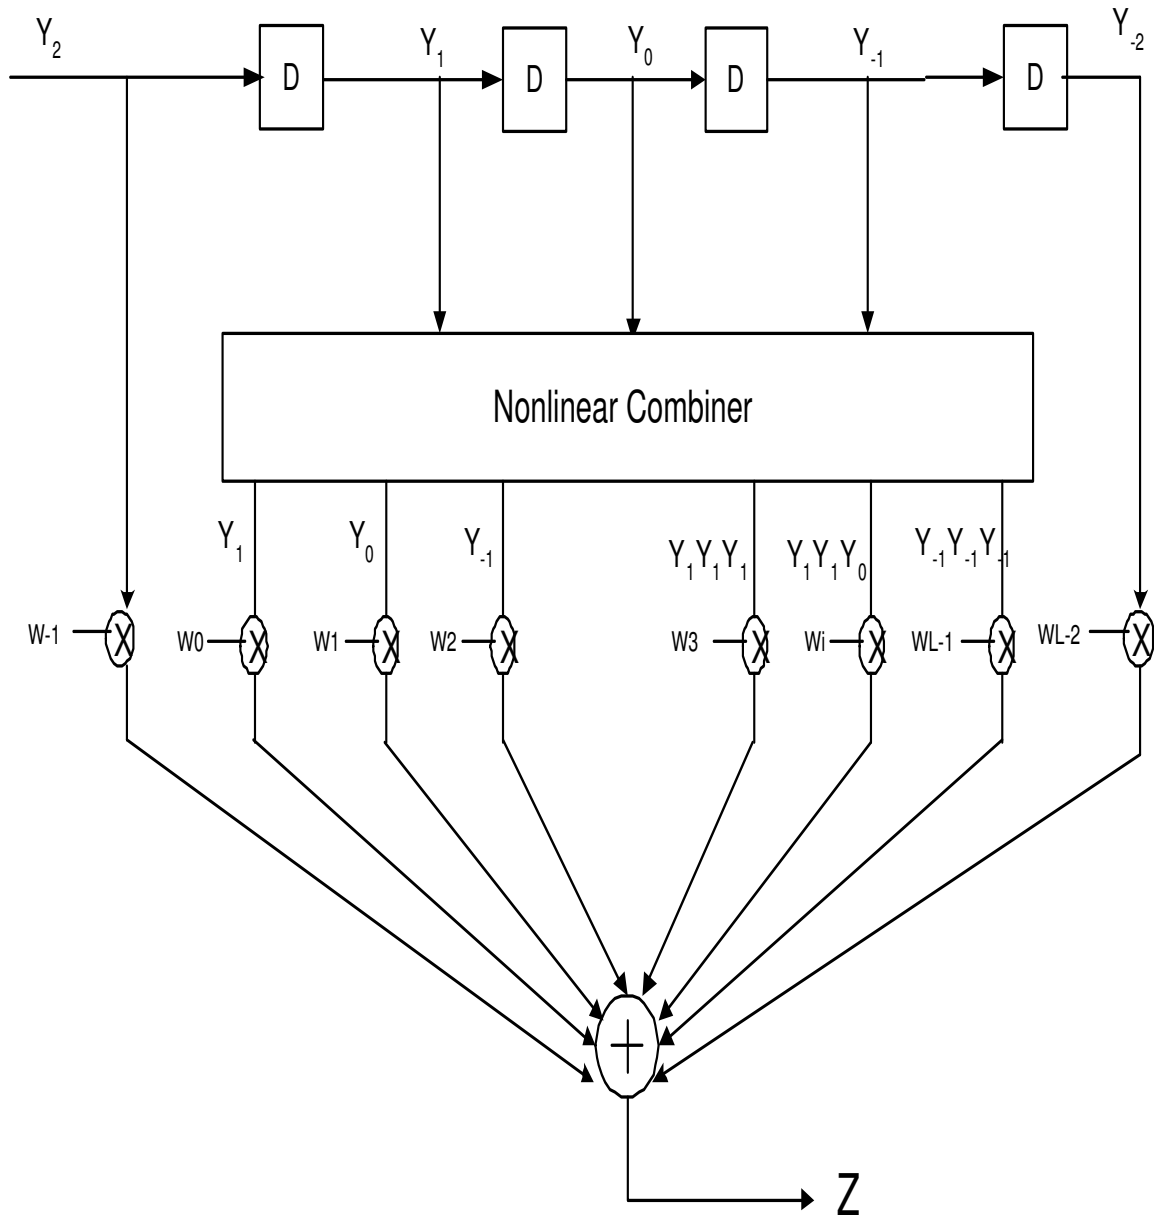 Y2 Y1 Y0 Y-1 Y-2
D D D D
Nonlinear Combiner
Y1 Y0 Y-1 Y1Y1Y1 Y1Y1Y0 Y-1Y-1Y-1
W-1 X W0 X W1 X W2 X W3 X Wi X WL-1 X WL-2 X
+
Z